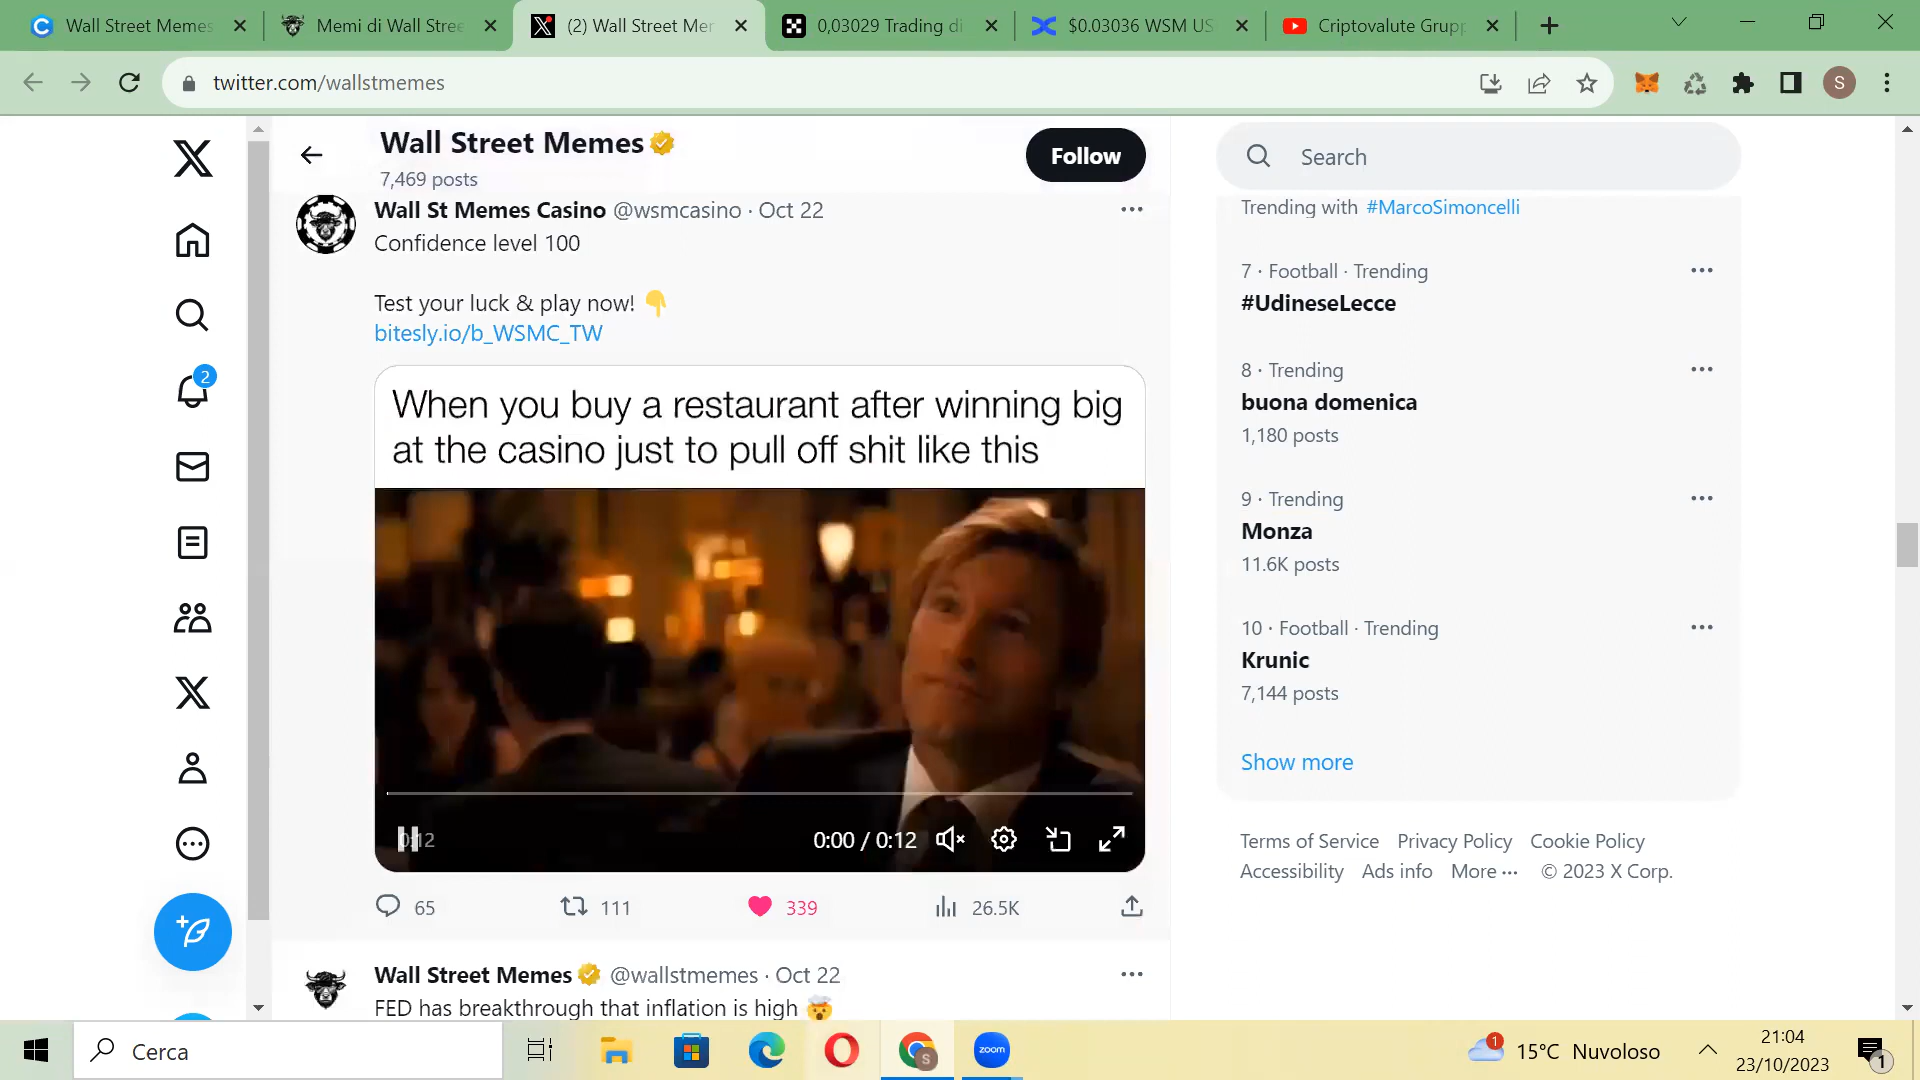 Wall Street Memes
Memi di Wall Stree
(2) Wall Street Mer
0,03029 Trading di
$0.03036 WSM US
Criptovalute Grupp
twitter.com/wallstmemes
S
Wall Street Memes
7,469 posts
Follow
Search
Wall St Memes Casino @wsmcasino · Oct 22
Confidence level 100
Test your luck & play now! 👇
bitesly.io/b_WSMC_TW
When you buy a restaurant after winning big
at the casino just to pull off shit like this
0:12
0:00 / 0:12
65
111
339
26.5K
Wall Street Memes @wallstmemes · Oct 22
FED has breakthrough that inflation is high 🤯
2
Trending with #MarcoSimoncelli
7 · Football · Trending
#UdineseLecce
8 · Trending
buona domenica
1,180 posts
9 · Trending
Monza
11.6K posts
10 · Football · Trending
Krunic
7,144 posts
Show more
Terms of Service Privacy Policy Cookie Policy
Accessibility Ads info More ··· © 2023 X Corp.
Cerca
S
zoom
1
15°C Nuvoloso
21:04
23/10/2023
1